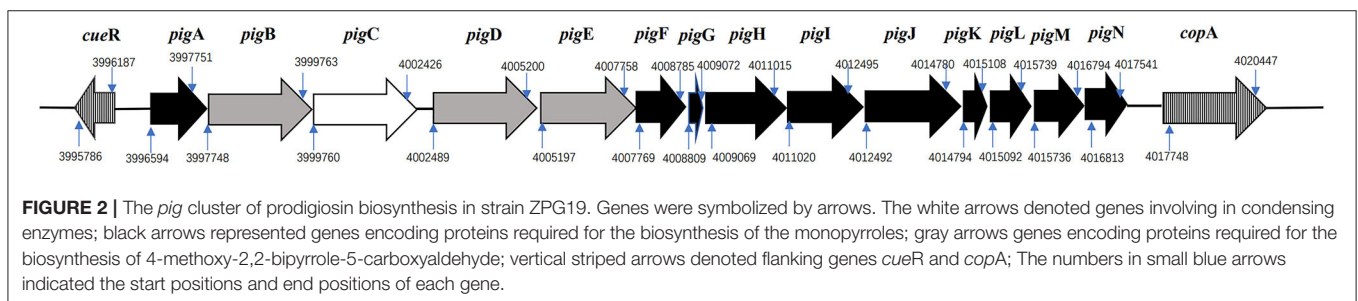 cueR pigA pigB pigC pigD pigE pigF pigG pigH pigI pigJ pigK pigL pigM pigN copA
3996187 3997751 3999763 4002426 4005200 4007758 4008785 4009072 4011015 4012495 4014780 4015108 4015739 4016794 4017541 4020447
3995786 3996594 3997748 3999760 4002489 4005197 4007769 4008809 4009069 4011020 4012492 4014794 4015092 4015736 4016813 4017748
FIGURE 2 | The pig cluster of prodigiosin biosynthesis in strain ZPG19. Genes were symbolized by arrows. The white arrows denoted genes involving in condensing
enzymes; black arrows represented genes encoding proteins required for the biosynthesis of the monopyrroles; gray arrows genes encoding proteins required for the
biosynthesis of 4-methoxy-2,2-bipyrrole-5-carboxyaldehyde; vertical striped arrows denoted flanking genes cueR and copA; The numbers in small blue arrows
indicated the start positions and end positions of each gene.